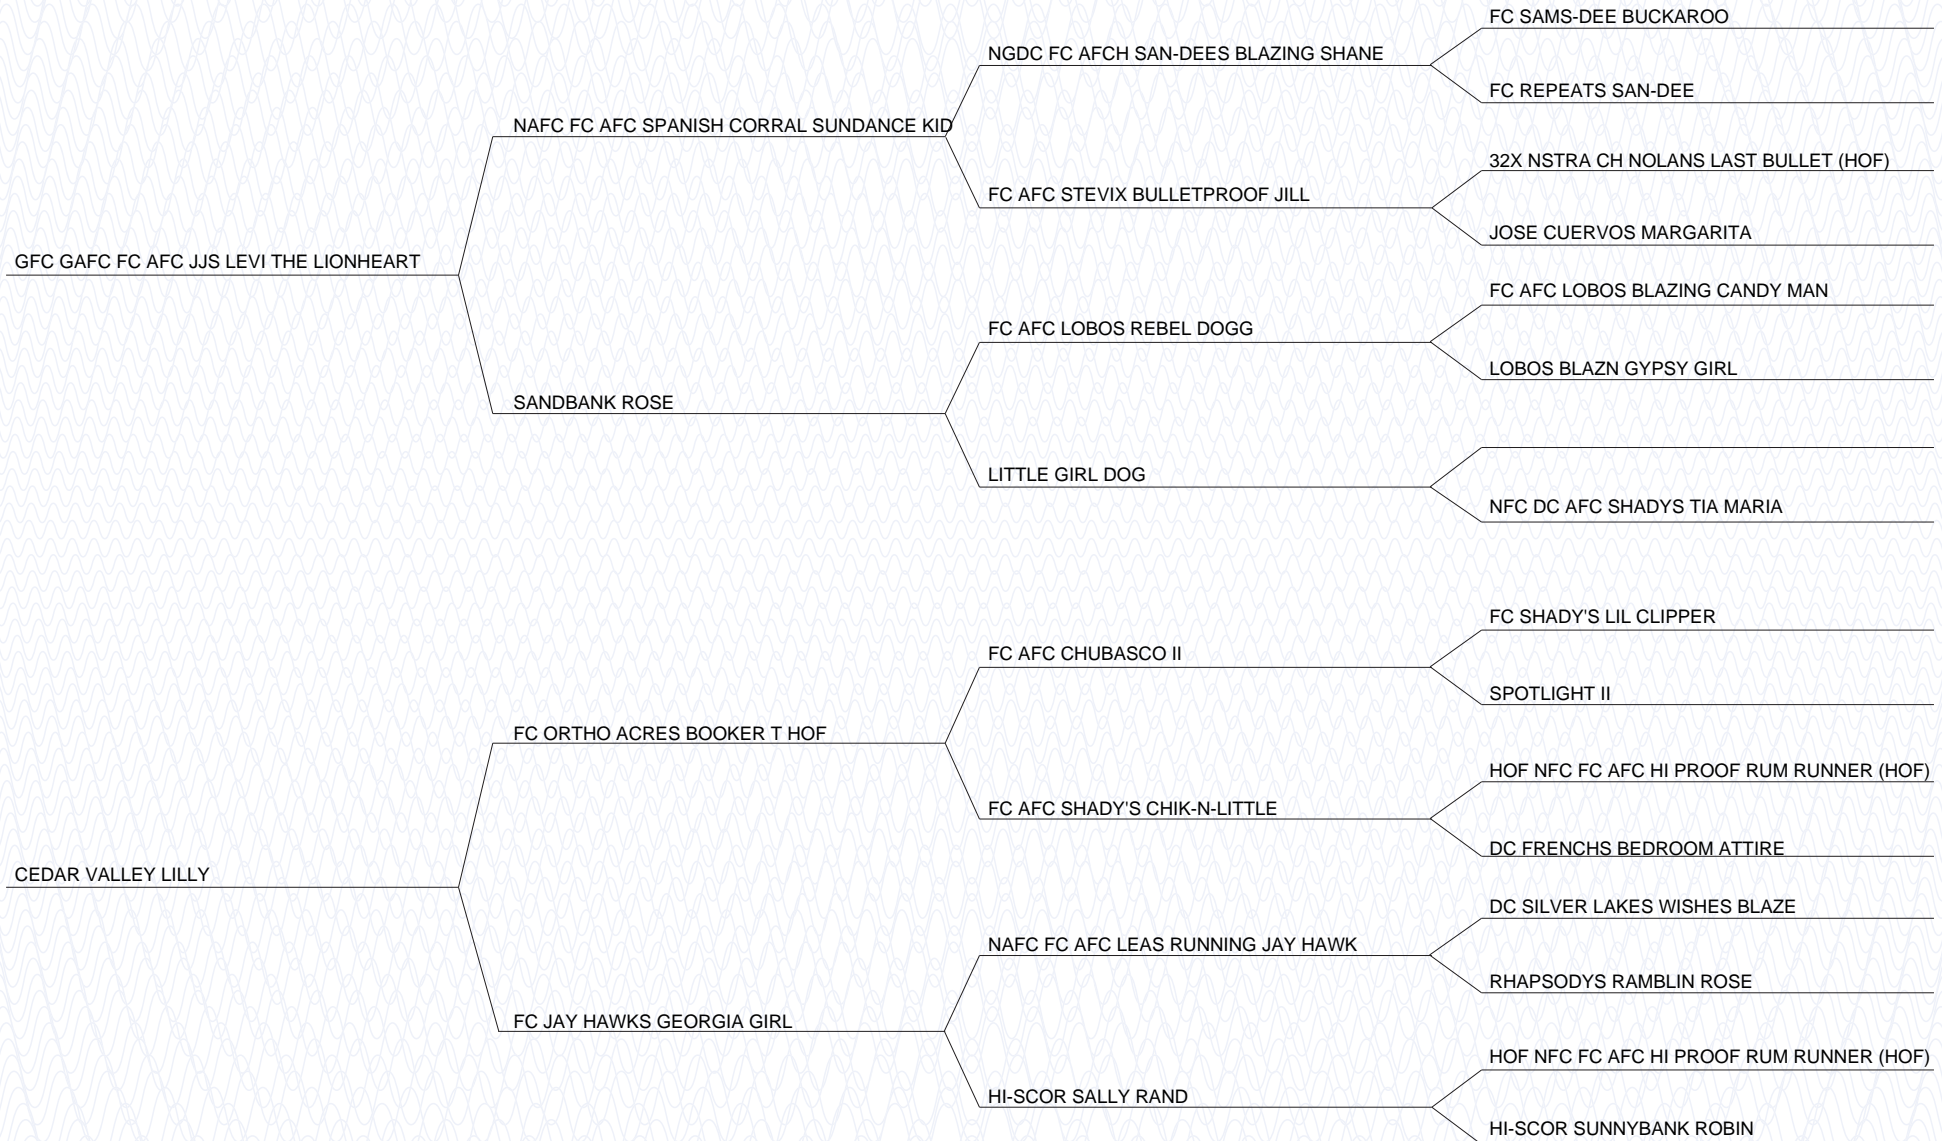 FC SAMS-DEE BUCKAROO
NGDC FC AFCH SAN-DEES BLAZING SHANE
FC REPEATS SAN-DEE
NAFC FC AFC SPANISH CORRAL SUNDANCE KID
32X NSTRA CH NOLANS LAST BULLET (HOF)
FC AFC STEVIX BULLETPROOF JILL
JOSE CUERVOS MARGARITA
GFC GAFC FC AFC JJS LEVI THE LIONHEART
FC AFC LOBOS BLAZING CANDY MAN
FC AFC LOBOS REBEL DOGG
LOBOS BLAZN GYPSY GIRL
SANDBANK ROSE
LITTLE GIRL DOG
NFC DC AFC SHADYS TIA MARIA
FC SHADY'S LIL CLIPPER
FC AFC CHUBASCO II
SPOTLIGHT II
FC ORTHO ACRES BOOKER T HOF
HOF NFC FC AFC HI PROOF RUM RUNNER (HOF)
FC AFC SHADY'S CHIK-N-LITTLE
DC FRENCHS BEDROOM ATTIRE
CEDAR VALLEY LILLY
DC SILVER LAKES WISHES BLAZE
NAFC FC AFC LEAS RUNNING JAY HAWK
RHAPSODYS RAMBLIN ROSE
FC JAY HAWKS GEORGIA GIRL
HOF NFC FC AFC HI PROOF RUM RUNNER (HOF)
HI-SCOR SALLY RAND
HI-SCOR SUNNYBANK ROBIN